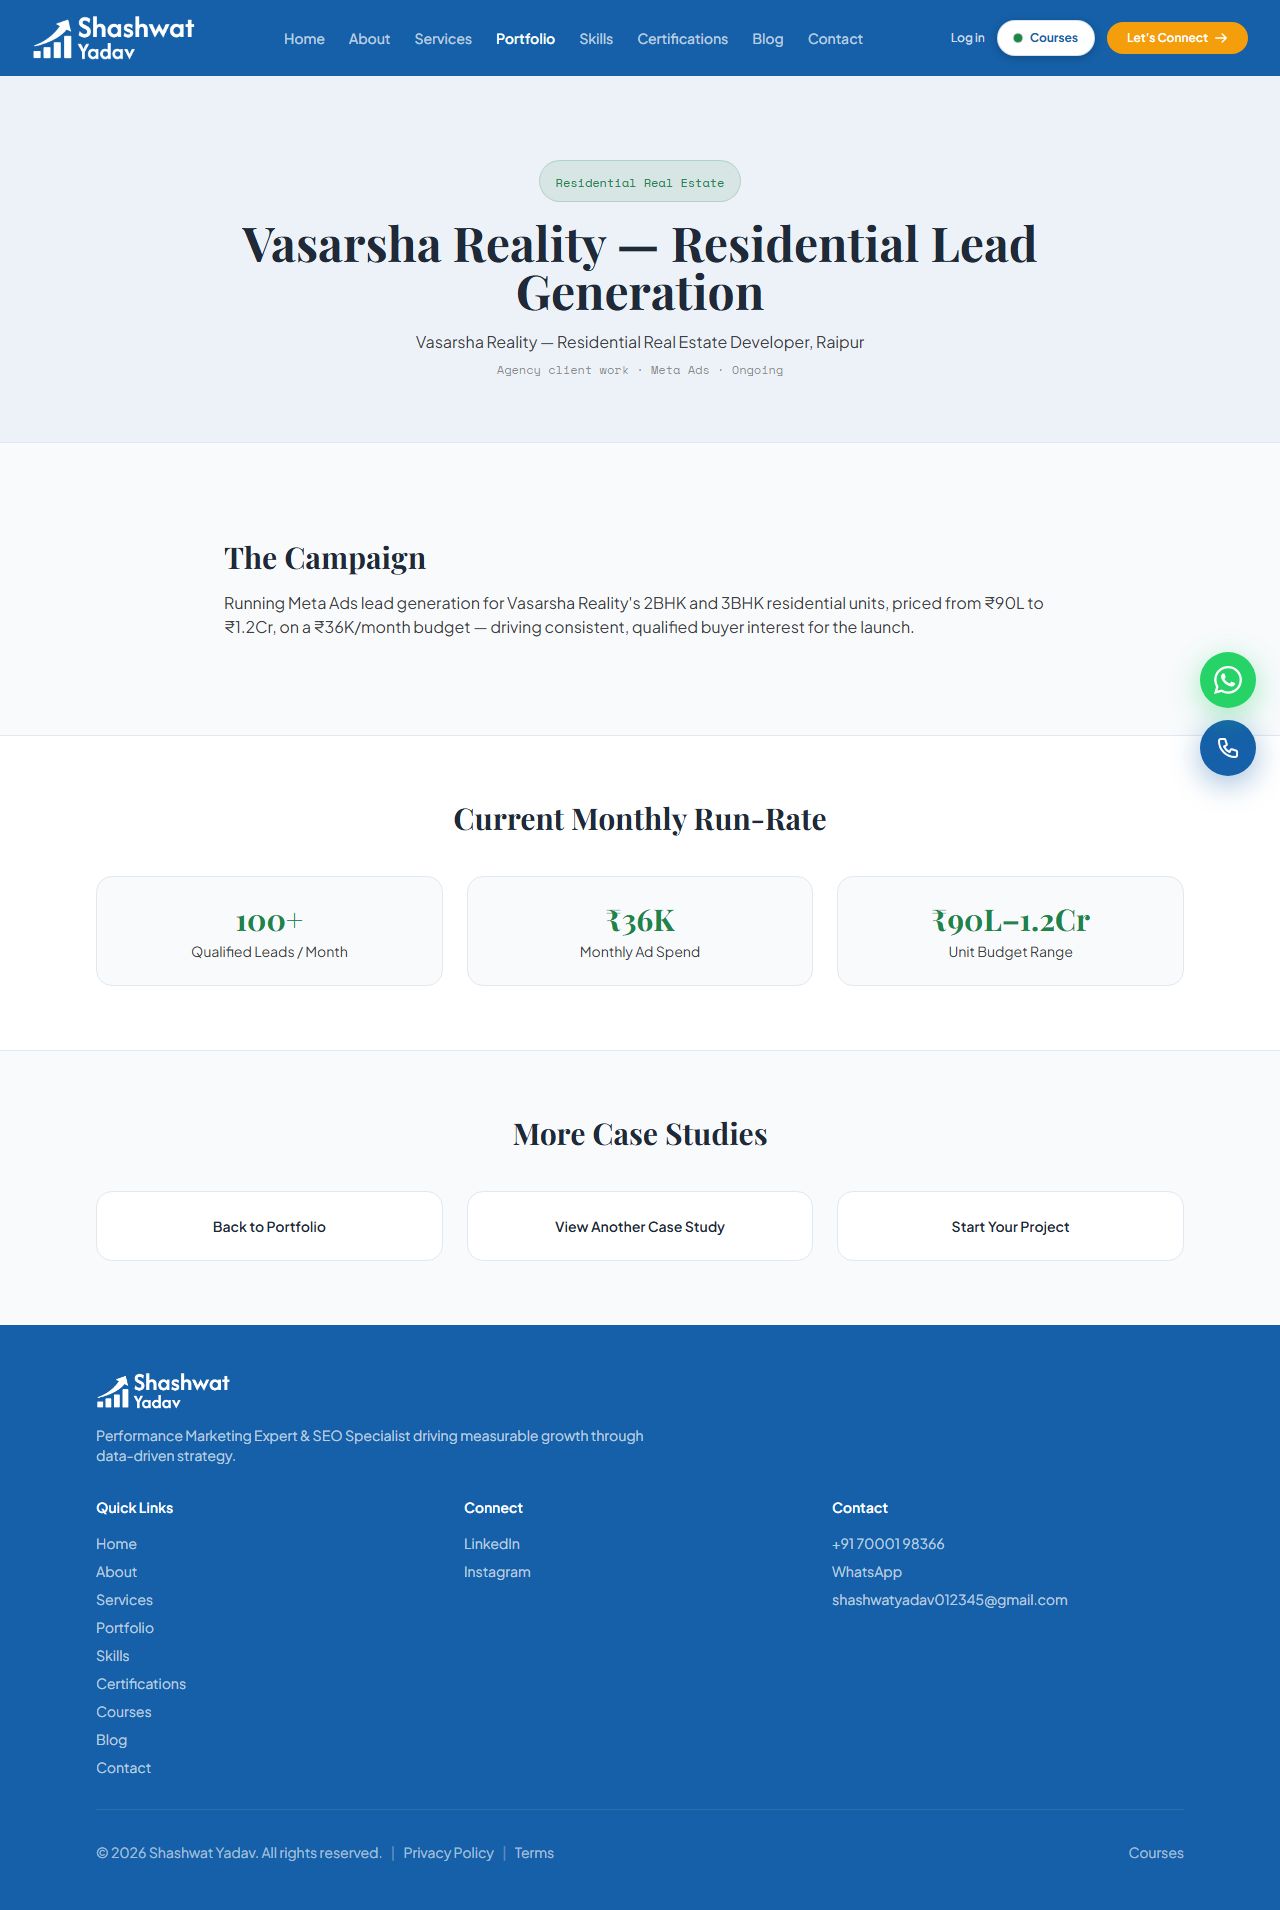 Shashwat
Yadav
Home About Services Portfolio Skills Certifications Blog Contact
Log in
Courses
Let's Connect →
Residential Real Estate
Vasarsha Reality — Residential Lead
Generation
Vasarsha Reality — Residential Real Estate Developer, Raipur
Agency client work · Meta Ads · Ongoing
The Campaign
Running Meta Ads lead generation for Vasarsha Reality's 2BHK and 3BHK residential units, priced from ₹90L to
₹1.2Cr, on a ₹36K/month budget — driving consistent, qualified buyer interest for the launch.
Current Monthly Run-Rate
100+
Qualified Leads / Month
₹36K
Monthly Ad Spend
₹90L–1.2Cr
Unit Budget Range
More Case Studies
Back to Portfolio
View Another Case Study
Start Your Project
Shashwat
Yadav
Performance Marketing Expert & SEO Specialist driving measurable growth through
data-driven strategy.
Quick Links
Home
About
Services
Portfolio
Skills
Certifications
Courses
Blog
Contact
Connect
LinkedIn
Instagram
Contact
+91 70001 98366
WhatsApp
shashwatyadav012345@gmail.com
© 2026 Shashwat Yadav. All rights reserved. | Privacy Policy | Terms
Courses